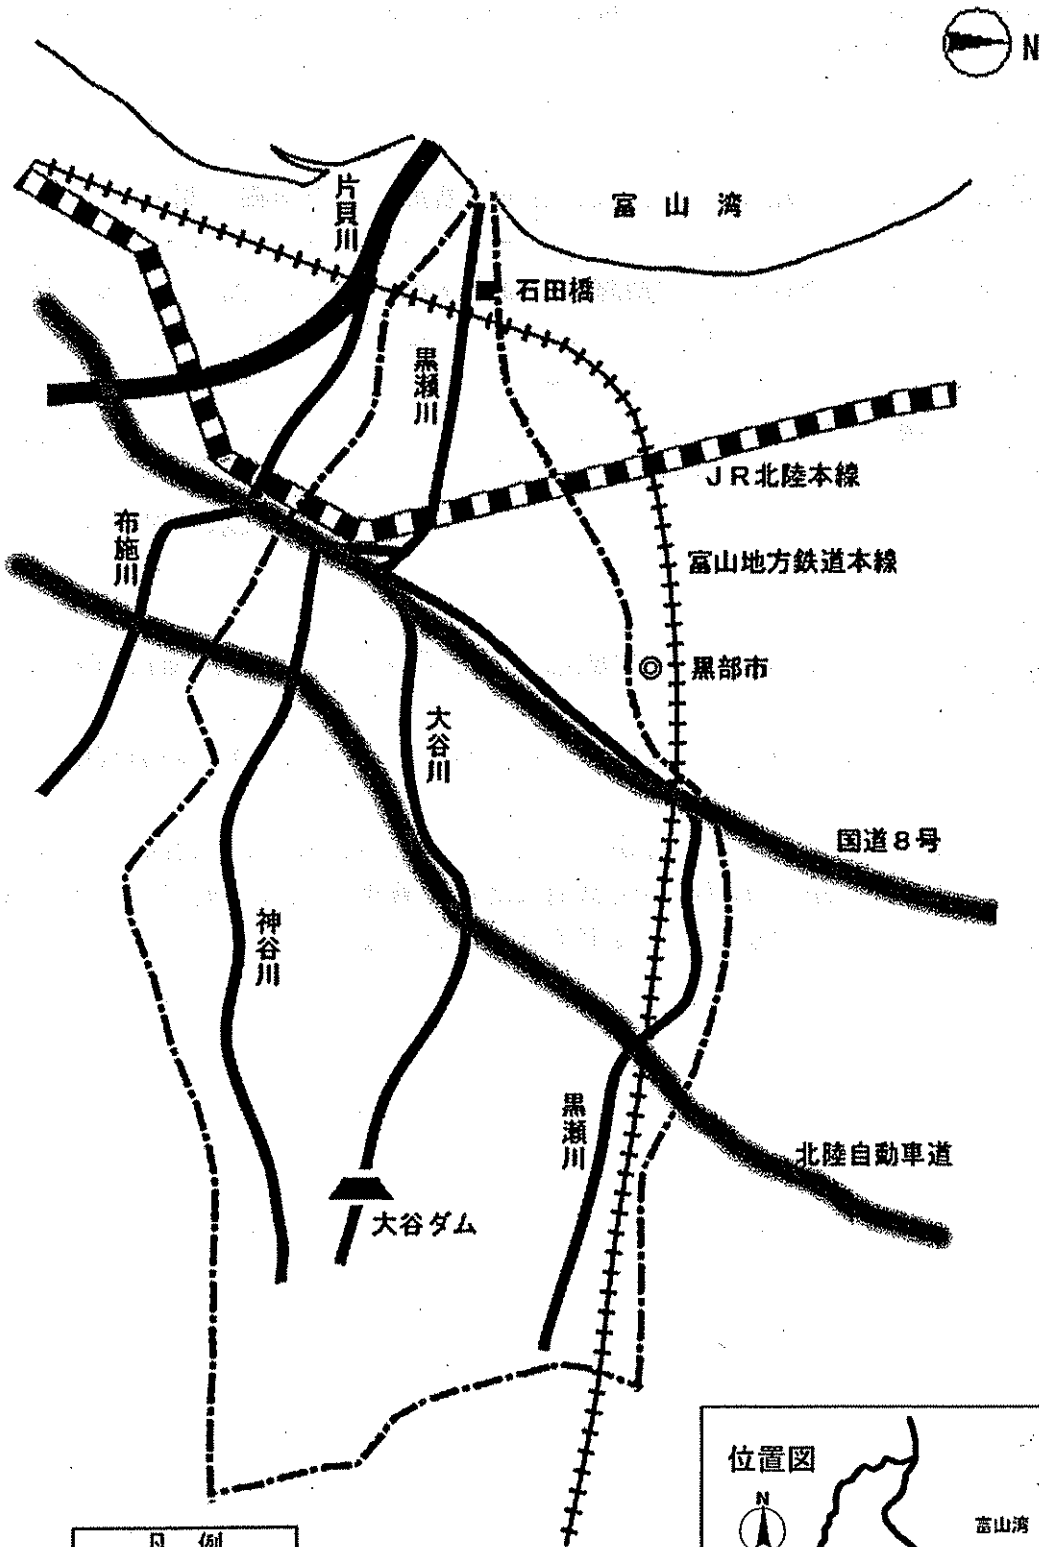 N
片貝川
富山湾
石田橋
黒瀬川
JR北陸本線
布施川
富山地方鉄道本線
黒部市
大谷川
国道8号
神谷川
黒瀬川
北陸自動車道
大谷ダム
位置図
N
富山湾
凡例